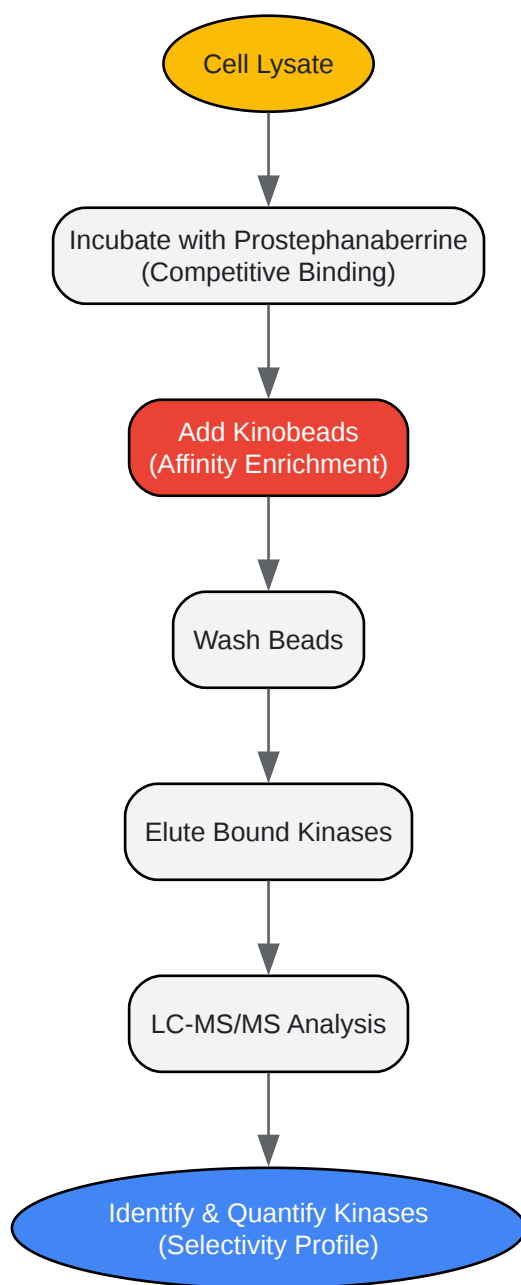 Cell Lysate
Incubate with Prostephanaberrine
(Competitive Binding)
Add Kinobeads
(Affinity Enrichment)
Wash Beads
Elute Bound Kinases
LC-MS/MS Analysis
Identify & Quantify Kinases
(Selectivity Profile)